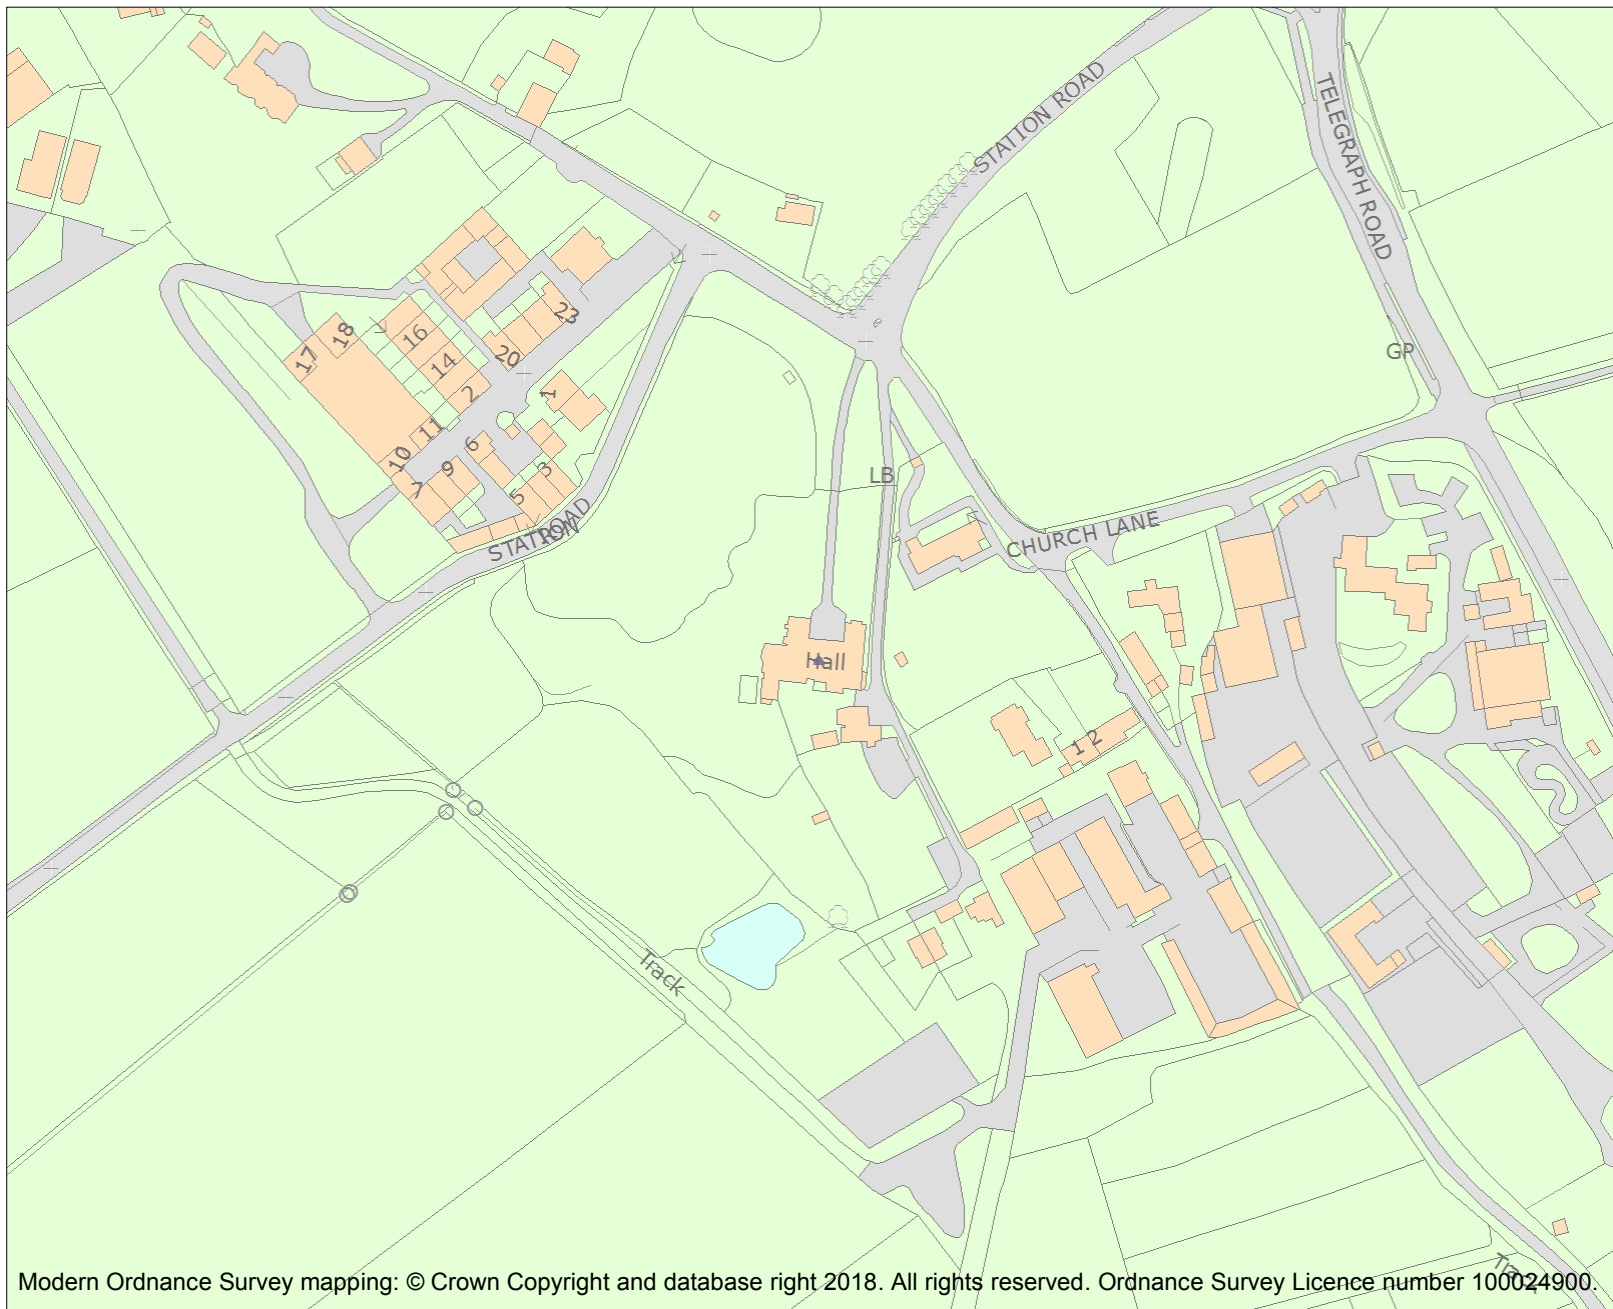 STATION ROAD
TELEGRAPH ROAD
23
18
17
16
20
GP
14
2
1
11
6
10
9
3
LB
7
5
STATION
ROAD
CHURCH LANE
Hall
1 2
Track
Track
Modern Ordnance Survey mapping: © Crown Copyright and database right 2018. All rights reserved. Ordnance Survey Licence number 100024900.